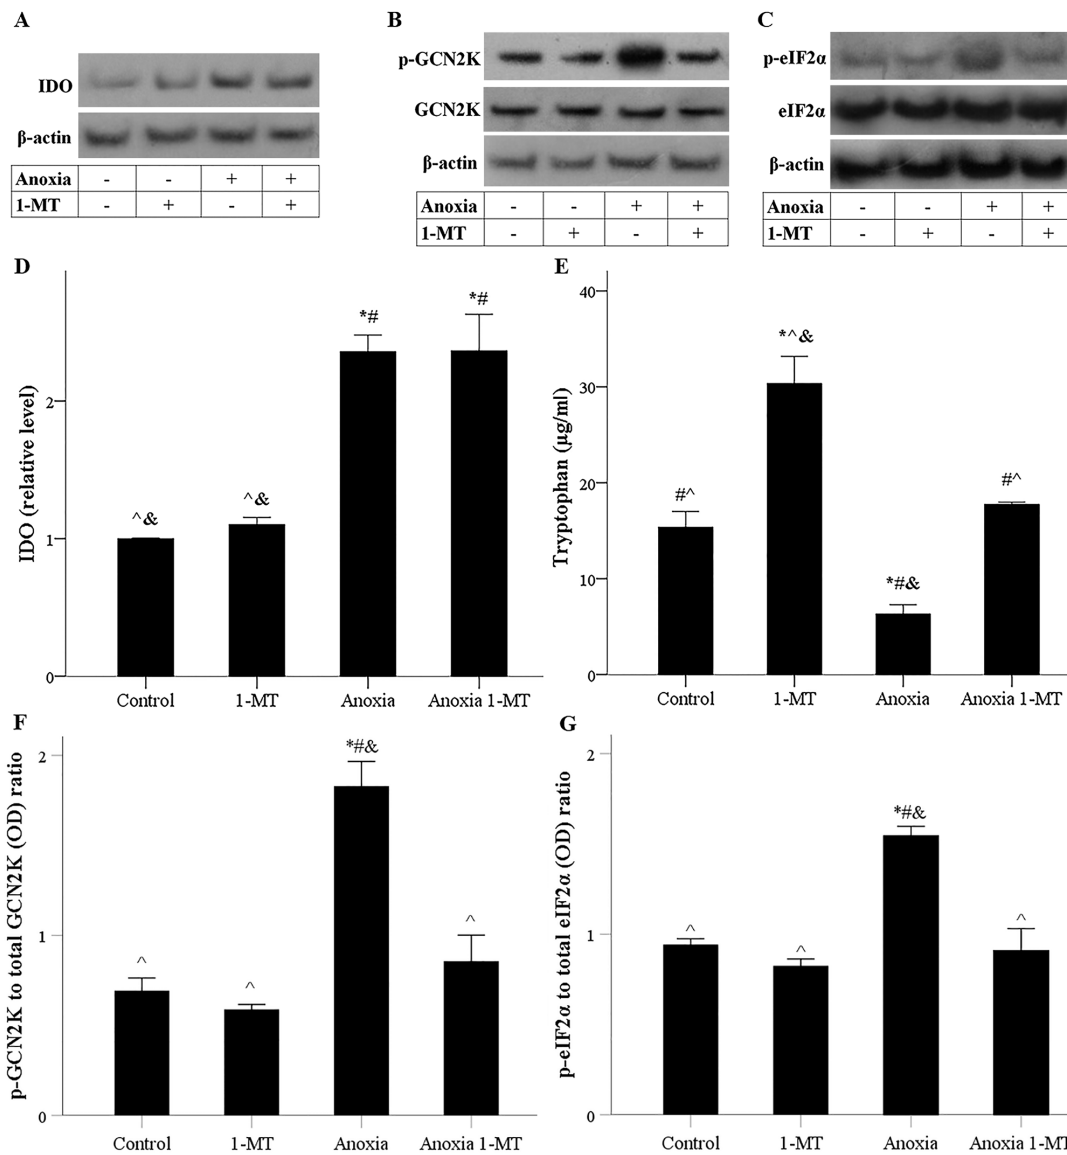 A
IDO
β-actin
Anoxia - - + +
1-MT - + - +
B
p-GCN2K
GCN2K
β-actin
Anoxia - - + +
1-MT - + - +
C
p-eIF2α
eIF2α
β-actin
Anoxia - - + +
1-MT - + - +
D
IDO (relative level)
2
1
0
^&
^&
*#
*#
Control 1-MT Anoxia Anoxia 1-MT
E
Tryptophan (μg/ml)
40
30
20
10
0
#^
*^&
*#&
#^
Control 1-MT Anoxia Anoxia 1-MT
F
p-GCN2K to total GCN2K (OD) ratio
2
1
0
^
^
*#&
^
Control 1-MT Anoxia Anoxia 1-MT
G
p-eIF2α to total eIF2α (OD) ratio
2
1
0
^
^
*#&
^
Control 1-MT Anoxia Anoxia 1-MT